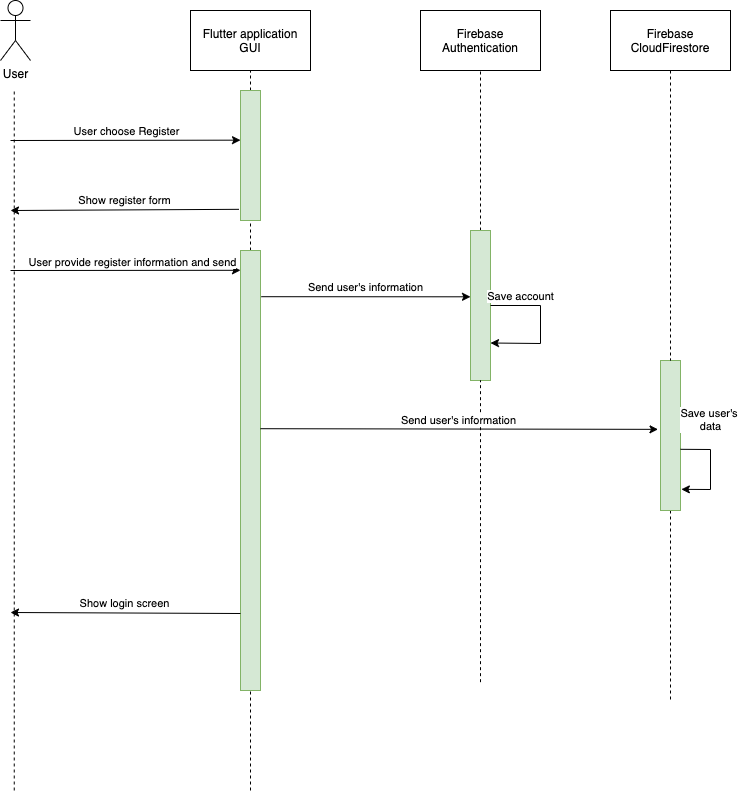 User
Flutter application
GUI
Firebase
Authentication
Firebase
CloudFirestore
User choose Register
Show register form
User provide register information and send
Send user's information
Save account
Send user's information
Save user's
data
Show login screen